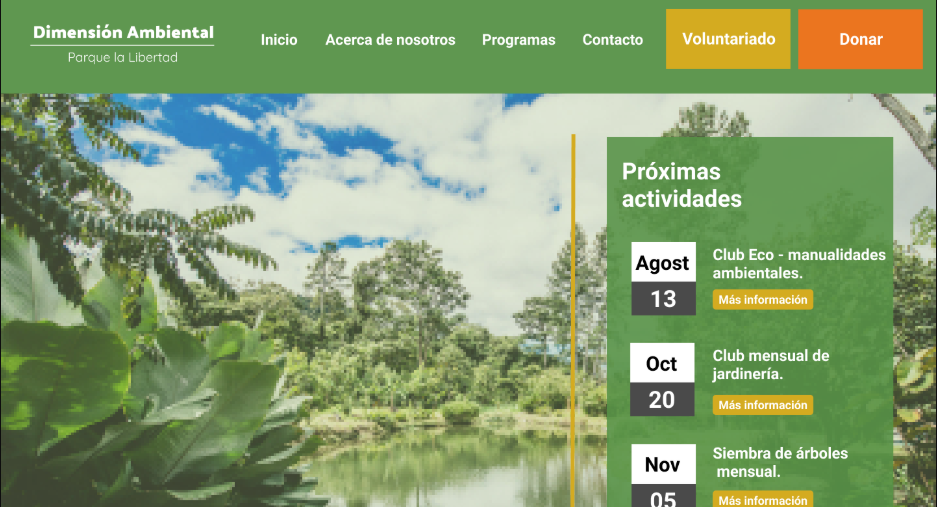 Dimensión Ambiental
Parque la Libertad
Inicio
Acerca de nosotros
Programas
Contacto
Voluntariado
Donar
Próximas
actividades
Agost
13
Club Eco - manualidades
ambientales.
Más información
Oct
20
Club mensual de
jardinería.
Más información
Nov
05
Siembra de árboles
mensual.
Más información